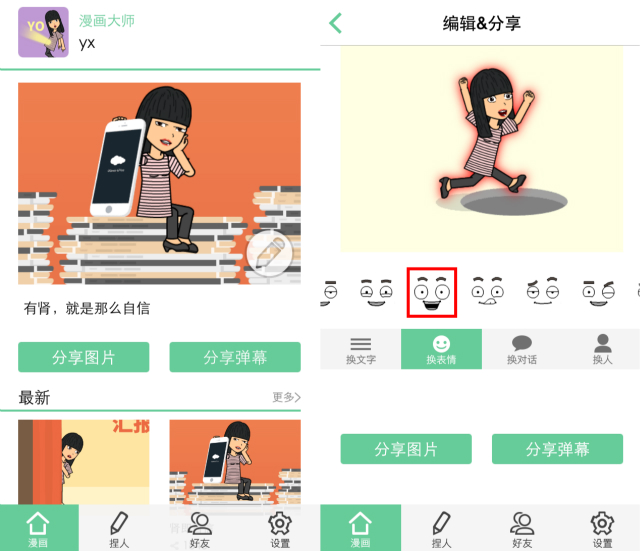 YO
漫画大师
yx
有肾，就是那么自信
分享图片
分享弹幕
最新
更多>
汇报
漫画
捏人
好友
设置
编辑&分享
换文字
换表情
换对话
换人
分享图片
分享弹幕
漫画
捏人
好友
设置